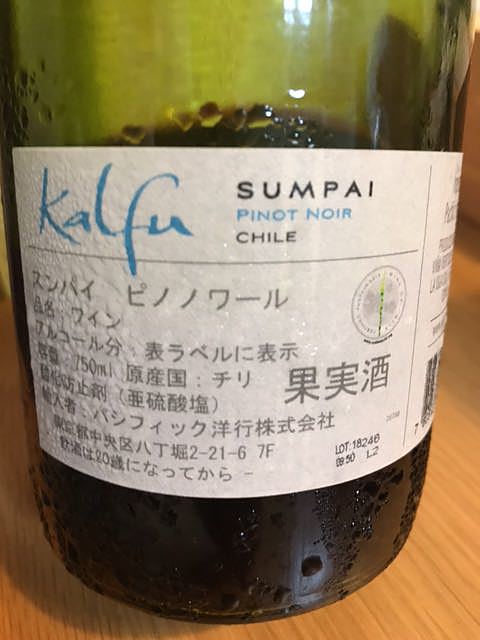 Kalfu
SUMPAI
PINOT NOIR
CHILE
スンパイ ピノノワール
品名：ワイン
アルコール分：表ラベルに表示
容量：750ml 原産国：チリ
酸化防止剤（亜硫酸塩）
果実酒
輸入者：パシフィック洋行株式会社
東京都中央区八丁堀2-21-6 7F
飲酒は20歳になってから -
LOT:18246
09:50 L2